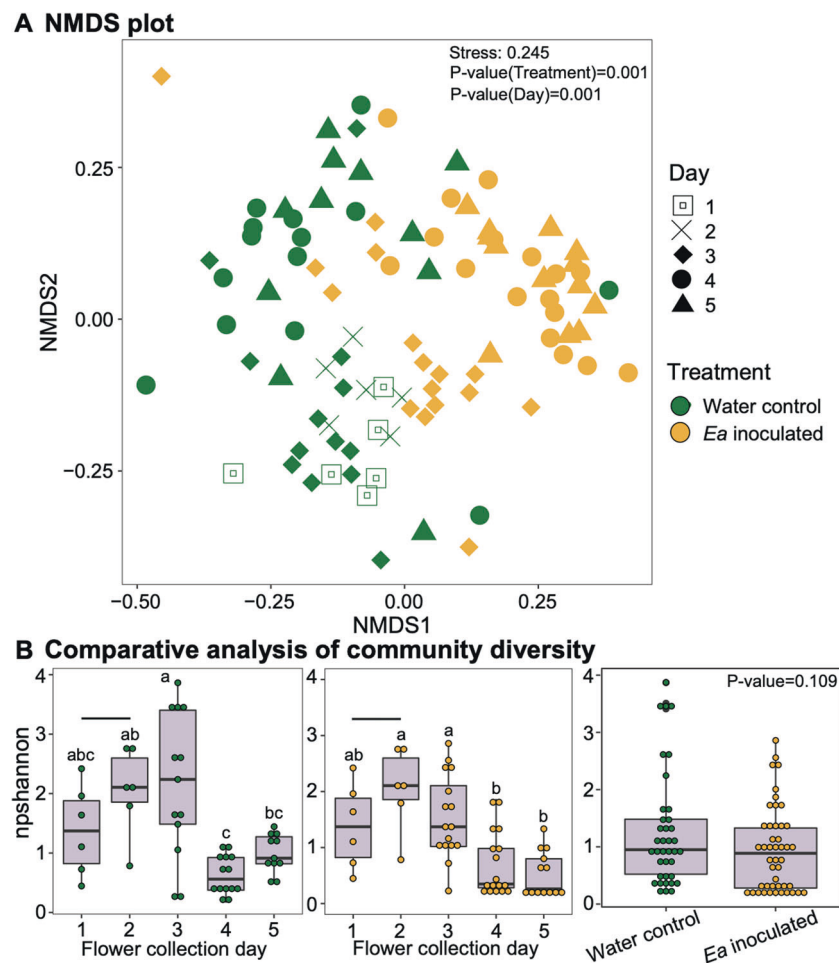 A NMDS plot
Stress: 0.245
P-value(Treatment)=0.001
P-value(Day)=0.001
NMDS2
0.25
0.00
−0.25
−0.50
−0.25
0.00
0.25
NMDS1
Day
1
2
3
4
5
Treatment
Water control
Ea inoculated
B Comparative analysis of community diversity
npshannon
4
3
2
1
0
abc
ab
a
c
bc
1
2
3
4
5
Flower collection day
4
3
2
1
0
ab
a
a
b
b
1
2
3
4
5
Flower collection day
4
3
2
1
0
P-value=0.109
Water control
Ea inoculated